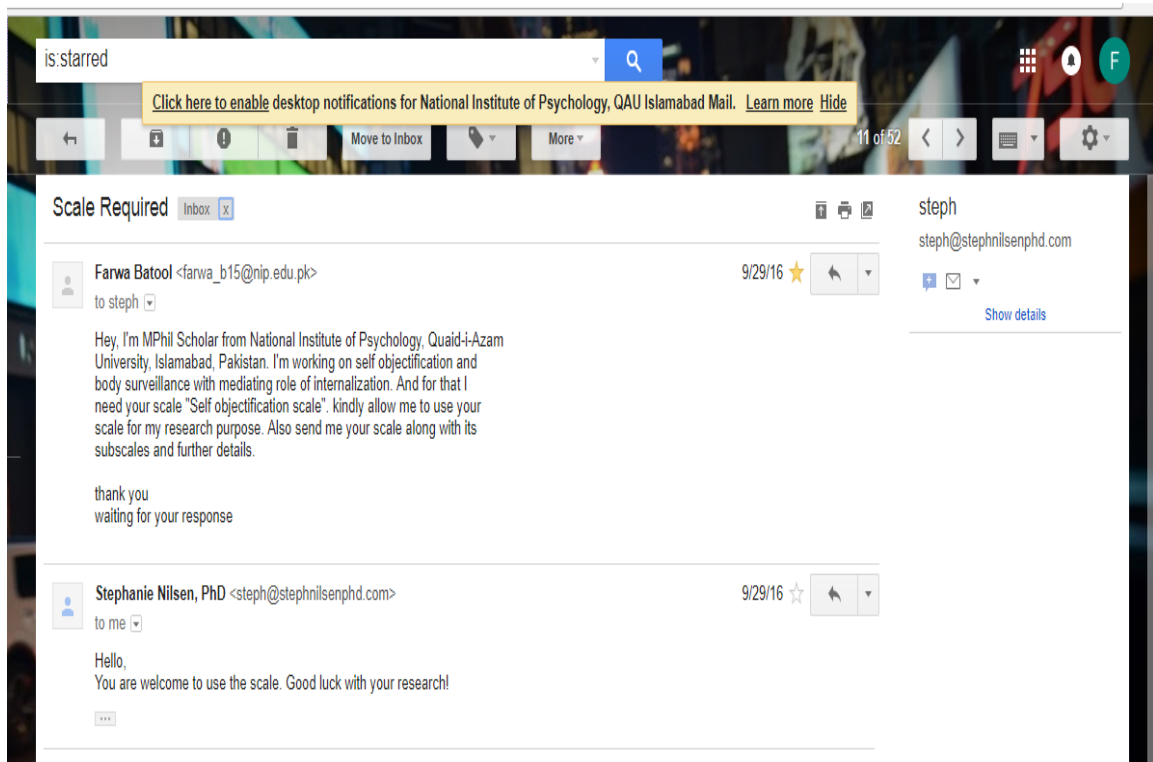 is:starred
F
Click here to enable desktop notifications for National Institute of Psychology, QAU Islamabad Mail. Learn more Hide
Move to Inbox
More
11 of 52
Scale Required Inbox x
steph
steph@stephnilsenphd.com
Show details
Farwa Batool <farwa_b15@nip.edu.pk>
9/29/16
to steph
Hey, I'm MPhil Scholar from National Institute of Psychology, Quaid-i-Azam
University, Islamabad, Pakistan. I'm working on self objectification and
body surveillance with mediating role of internalization. And for that I
need your scale "Self objectification scale". kindly allow me to use your
scale for my research purpose. Also send me your scale along with its
subscales and further details.
thank you
waiting for your response
Stephanie Nilsen, PhD <steph@stephnilsenphd.com>
9/29/16
to me
Hello,
You are welcome to use the scale. Good luck with your research!
...